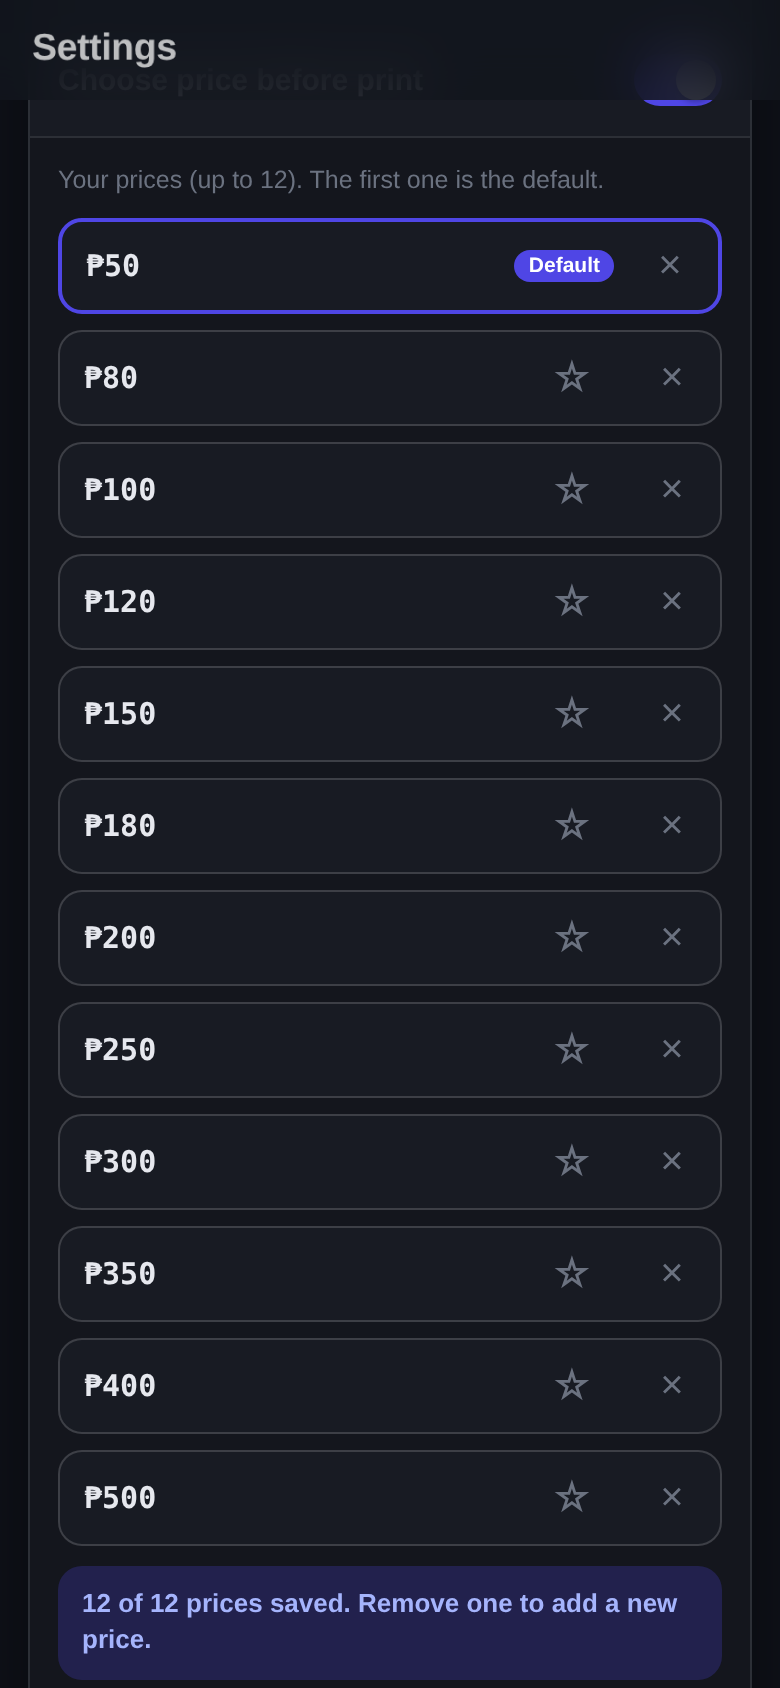 Settings
Choose price before print
Your prices (up to 12). The first one is the default.
₱50 Default ✕
₱80 ☆ ✕
₱100 ☆ ✕
₱120 ☆ ✕
₱150 ☆ ✕
₱180 ☆ ✕
₱200 ☆ ✕
₱250 ☆ ✕
₱300 ☆ ✕
₱350 ☆ ✕
₱400 ☆ ✕
₱500 ☆ ✕
12 of 12 prices saved. Remove one to add a new
price.